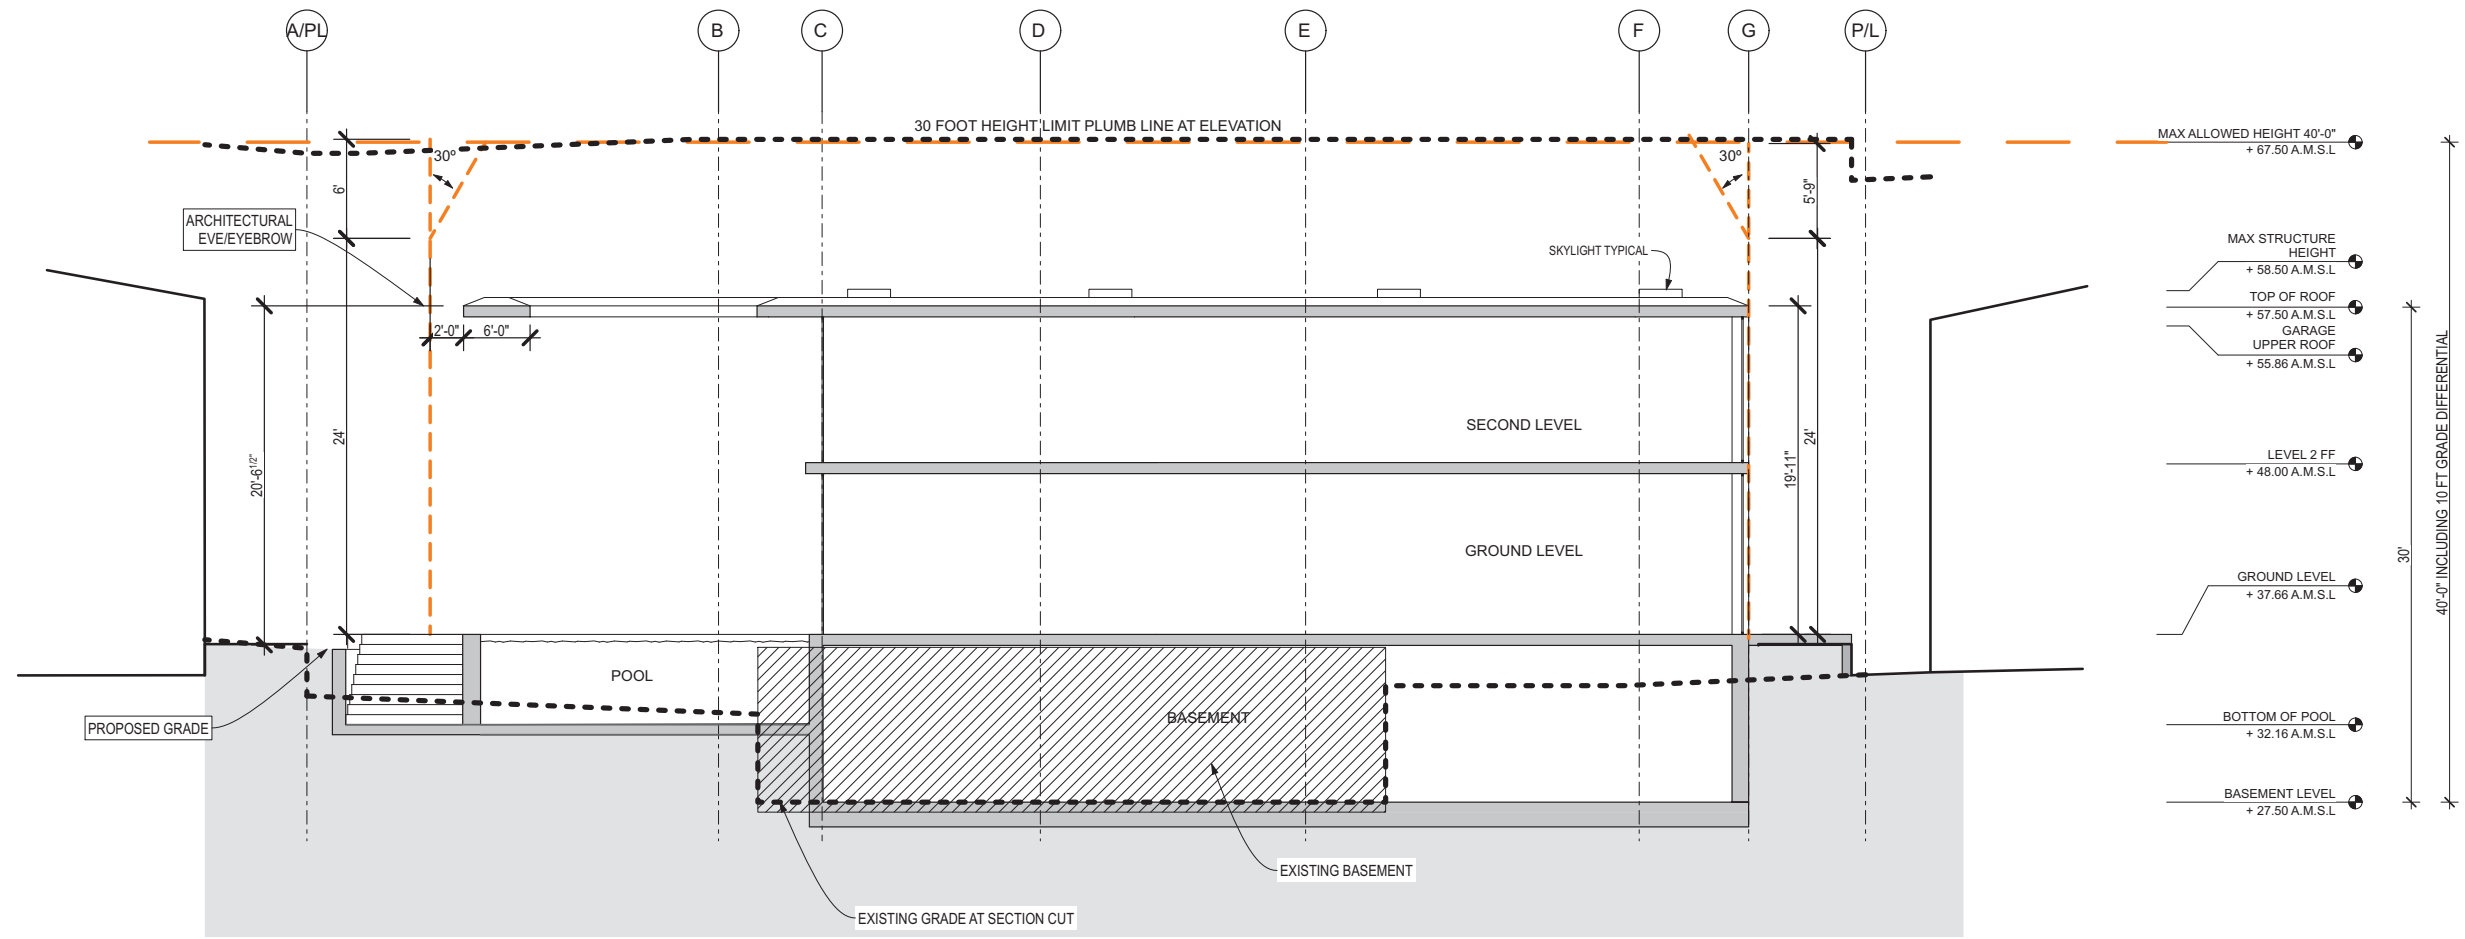 A/PL
B
C
D
E
F
G
P/L
30 FOOT HEIGHT LIMIT PLUMB LINE AT ELEVATION
MAX ALLOWED HEIGHT 40'-0"
+ 67.50 A.M.S.L
30º
30º
6'
5'-9"
ARCHITECTURAL
EVE/EYEBROW
SKYLIGHT TYPICAL
MAX STRUCTURE
HEIGHT
+ 58.50 A.M.S.L
TOP OF ROOF
+ 57.50 A.M.S.L
GARAGE
UPPER ROOF
+ 55.86 A.M.S.L
2'-0"
6'-0"
24'
20'-6 1/2"
SECOND LEVEL
24'
19'-11"
LEVEL 2 FF
+ 48.00 A.M.S.L
40'-0" INCLUDING 10 FT GRADE DIFFERENTIAL
30'
GROUND LEVEL
GROUND LEVEL
+ 37.66 A.M.S.L
POOL
PROPOSED GRADE
BASEMENT
BOTTOM OF POOL
+ 32.16 A.M.S.L
BASEMENT LEVEL
+ 27.50 A.M.S.L
EXISTING BASEMENT
EXISTING GRADE AT SECTION CUT